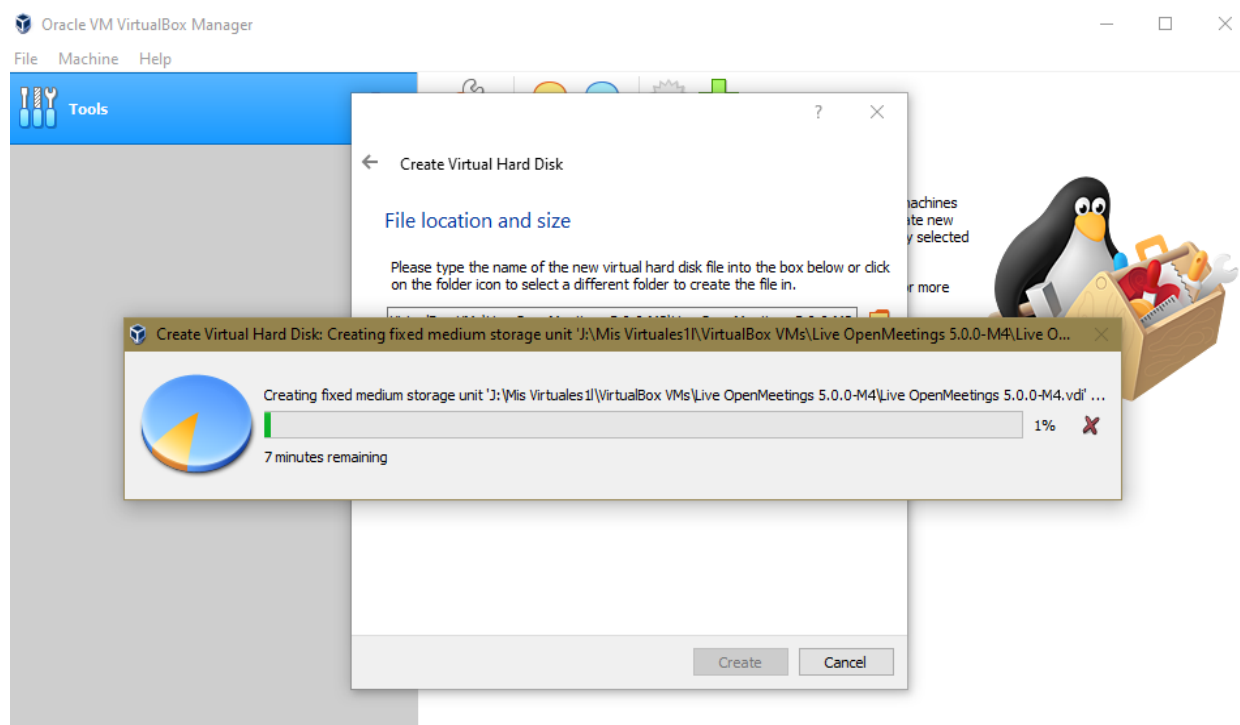 Oracle VM VirtualBox Manager
File Machine Help
Tools
?
Create Virtual Hard Disk
File location and size
Please type the name of the new virtual hard disk file into the box below or click
on the folder icon to select a different folder to create the file in.
machines
ate new
y selected
r more
Create Virtual Hard Disk: Creating fixed medium storage unit 'J:\Mis Virtuales1l\VirtualBox VMs\Live OpenMeetings 5.0.0-M4\Live O...
Creating fixed medium storage unit 'J:\Mis Virtuales1l\VirtualBox VMs\Live OpenMeetings 5.0.0-M4\Live OpenMeetings 5.0.0-M4.vdi' ...
1%
7 minutes remaining
Create Cancel